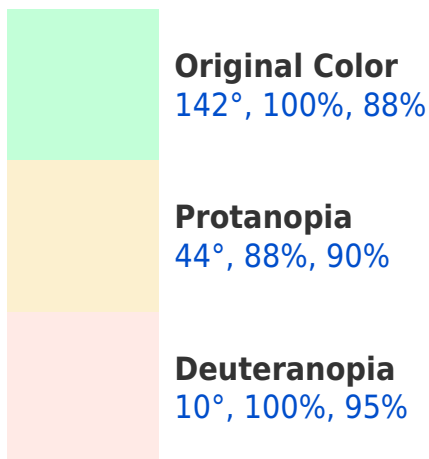 Original Color
142°, 100%, 88%
Protanopia
44°, 88%, 90%
Deuteranopia
10°, 100%, 95%